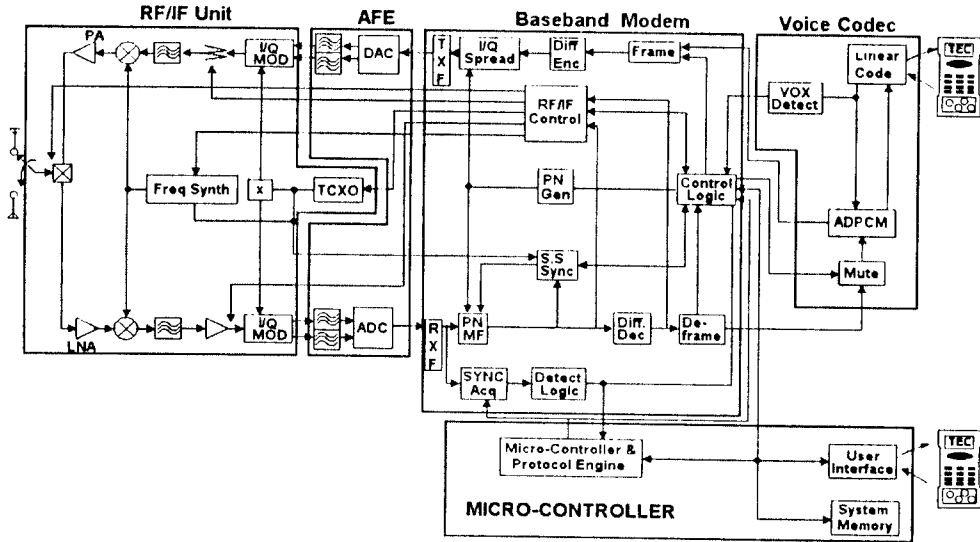 RF/IF Unit
AFE
Baseband Modem
Voice Codec
PA
I/Q
MOD
DAC
T
X
F
I/Q
Spread
Diff
Enc
Frame
Linear
Code
TEC
VOX
Detect
RF/IF
Control
Freq Synth
x
TCXO
PN
Gen
Control
Logic
ADPCM
S.S
Sync
Mute
LNA
I/Q
MOD
ADC
R
X
F
PN
MF
Diff.
Dec
De-
frame
SYNC
Acq
Detect
Logic
Micro-Controller &
Protocol Engine
User
Interface
TEC
MICRO-CONTROLLER
System
Memory